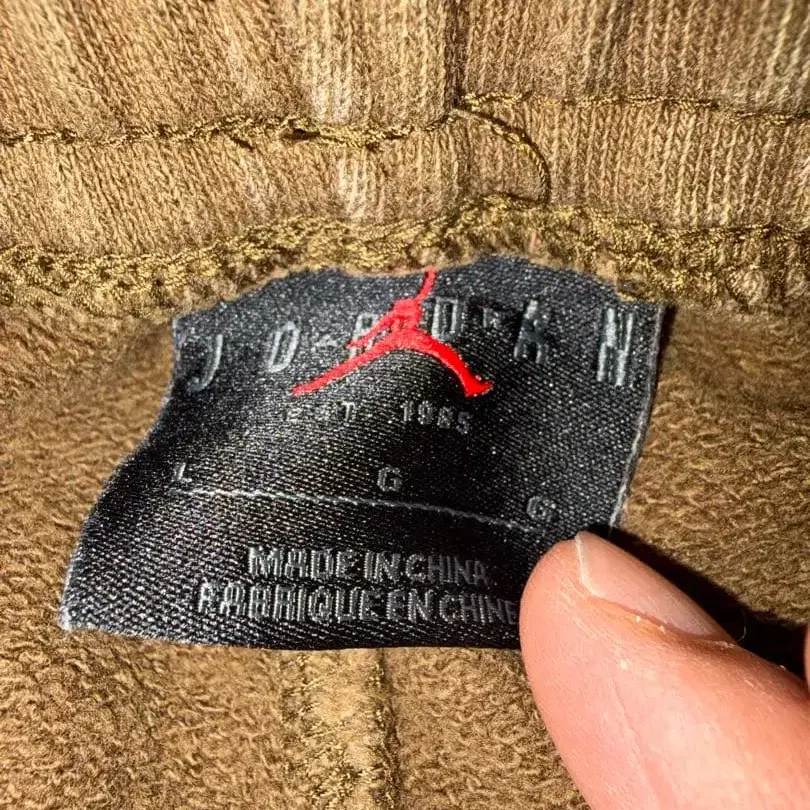 JORDAN
EST. 1985
L G G
MADE IN CHINA
FABRIQUE EN CHINE